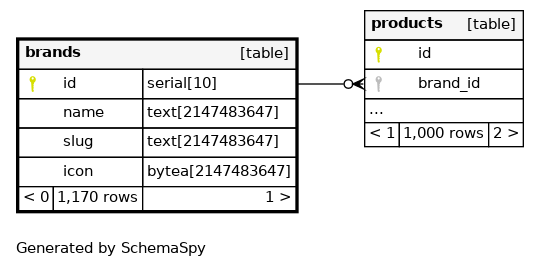 brands [table]
id serial[10]
name text[2147483647]
slug text[2147483647]
icon bytea[2147483647]
< 0 1,170 rows 1 >
products [table]
id
brand_id
...
< 1 1,000 rows 2 >
Generated by SchemaSpy